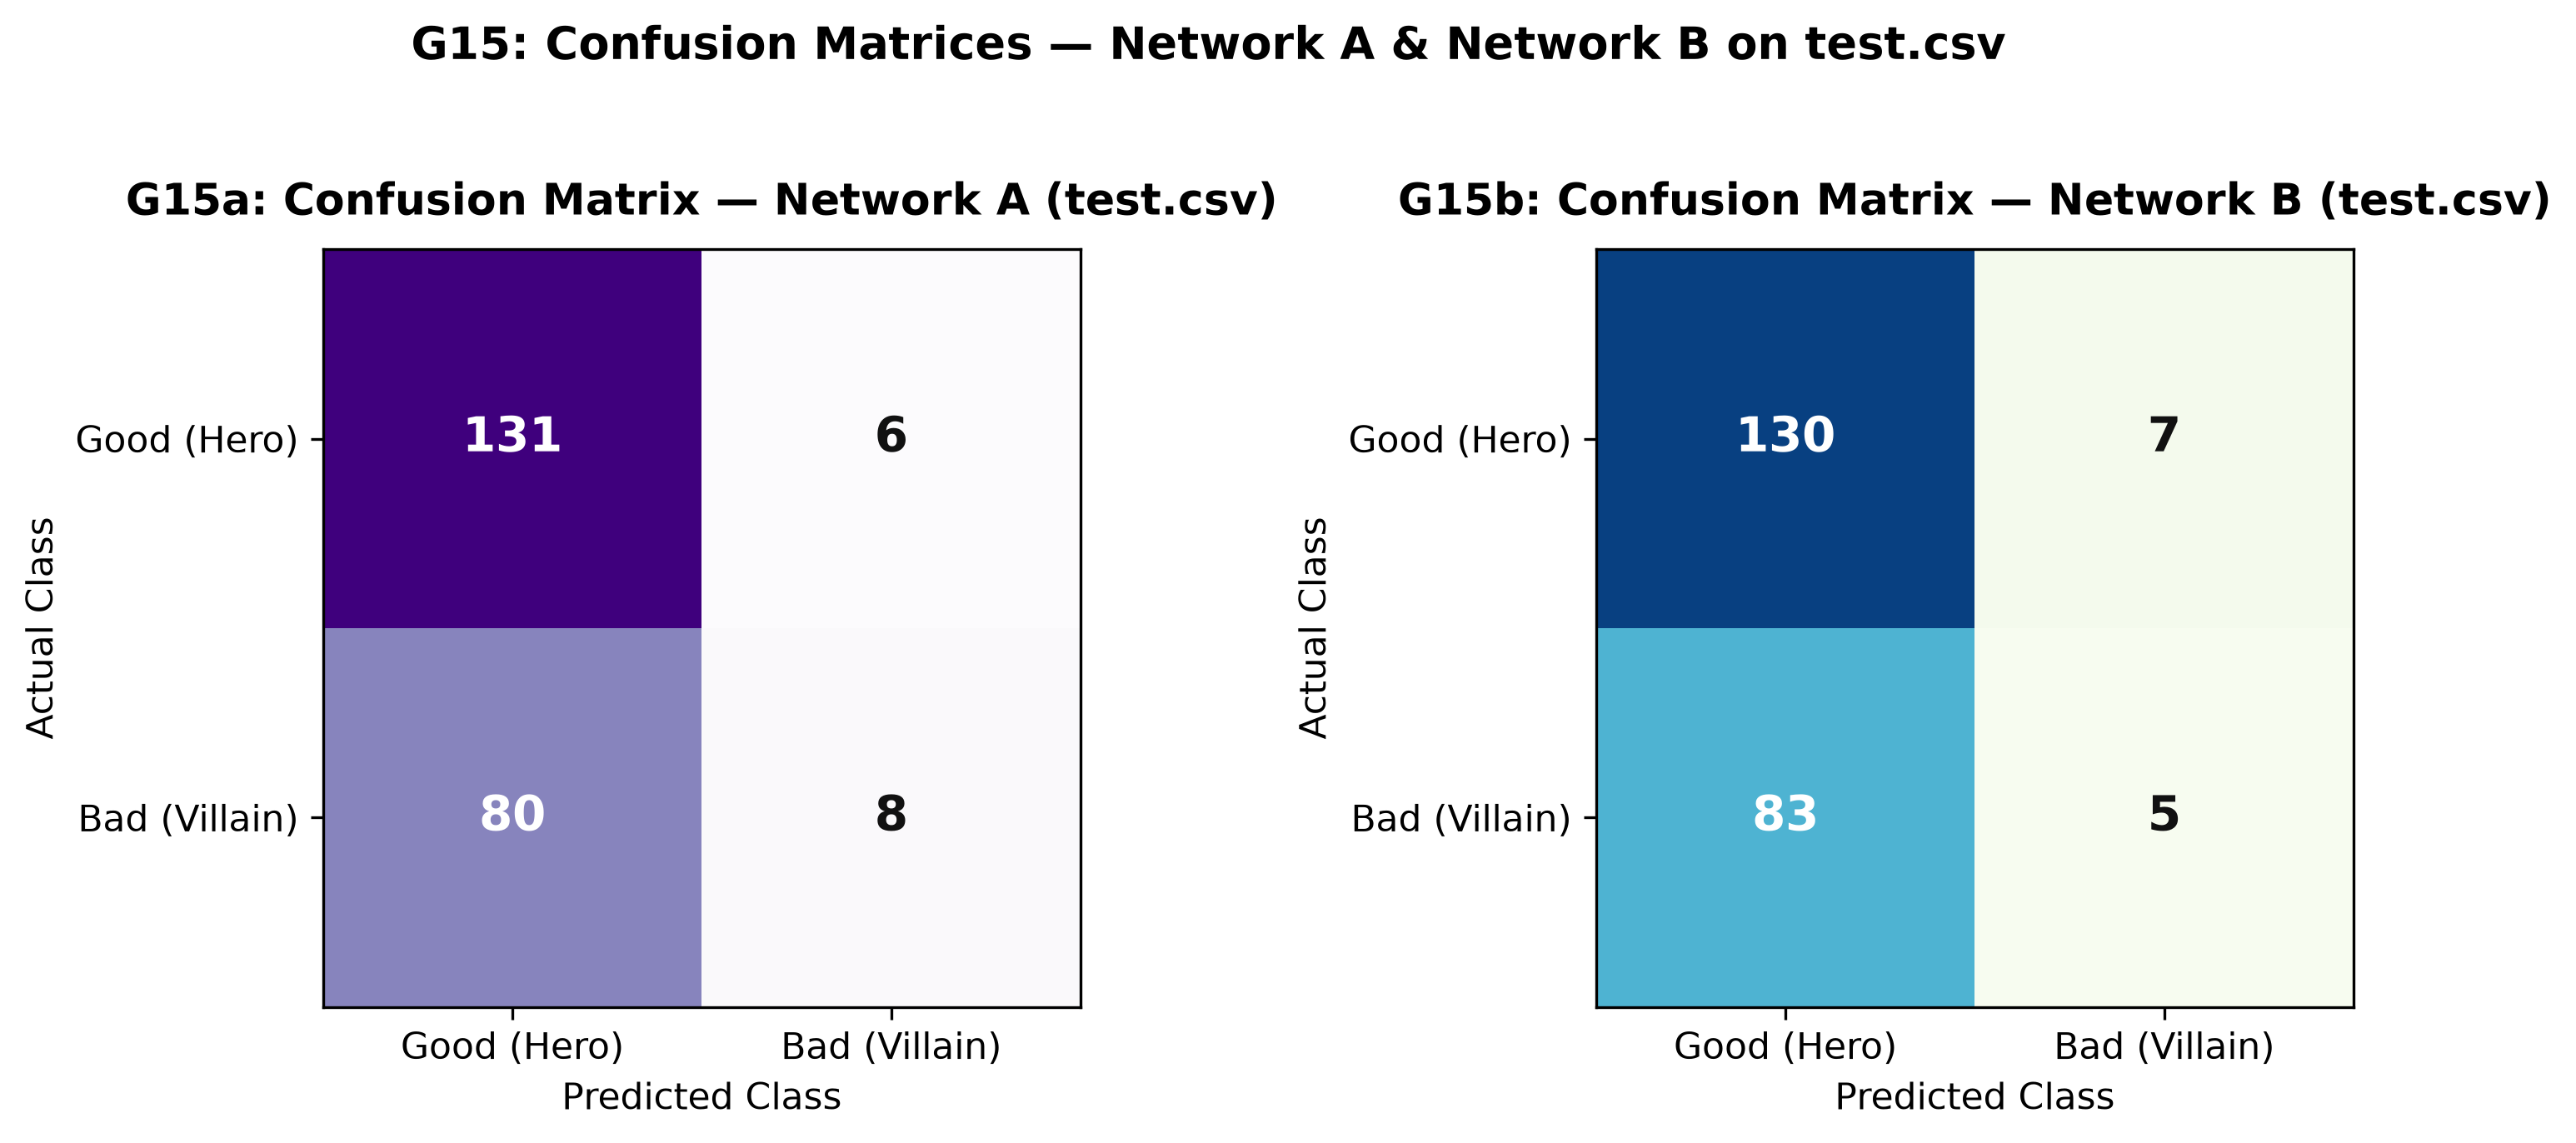 G15: Confusion Matrices — Network A & Network B on test.csv
G15a: Confusion Matrix — Network A (test.csv)
Actual Class
Good (Hero)
131
6
Bad (Villain)
80
8
Good (Hero)
Bad (Villain)
Predicted Class
G15b: Confusion Matrix — Network B (test.csv)
Actual Class
Good (Hero)
130
7
Bad (Villain)
83
5
Good (Hero)
Bad (Villain)
Predicted Class